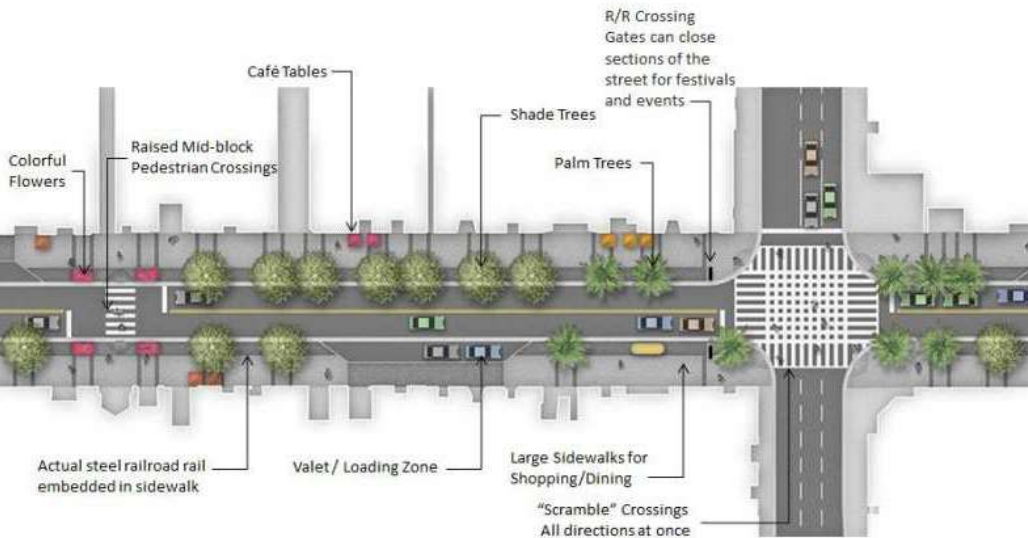 R/R Crossing
Gates can close
sections of the
street for festivals
and events
Café Tables
Shade Trees
Raised Mid-block
Pedestrian Crossings
Colorful
Flowers
Palm Trees
Actual steel railroad rail
embedded in sidewalk
Valet / Loading Zone
Large Sidewalks for
Shopping/Dining
“Scramble” Crossings
All directions at once